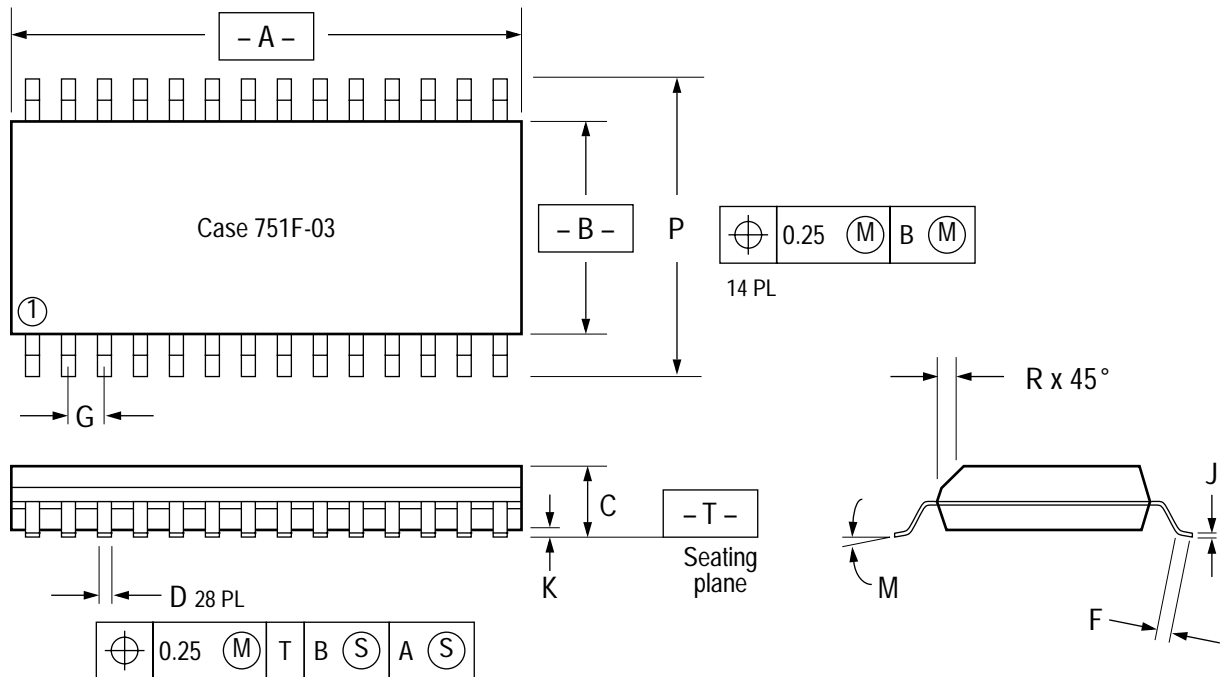 – A –
Case 751F-03
– B –
P
0.25 Ⓜ B Ⓜ
14 PL
①
G
R x 45°
J
C
– T –
Seating
plane
K
M
D 28 PL
F
0.25 Ⓜ T B Ⓢ A Ⓢ